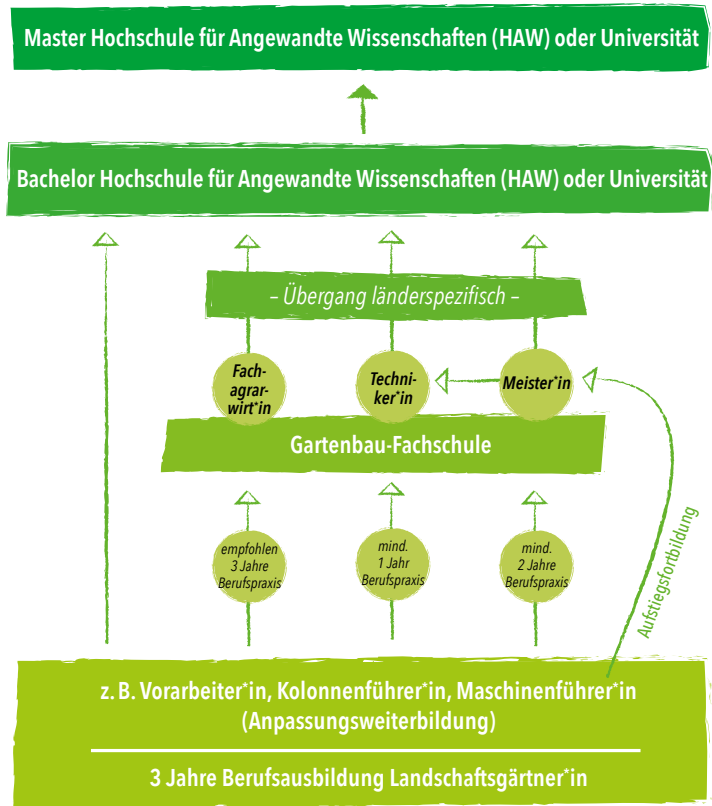 Master Hochschule für Angewandte Wissenschaften (HAW) oder Universität
Bachelor Hochschule für Angewandte Wissenschaften (HAW) oder Universität
– Übergang länderspezifisch –
Fach-
agrar-
wirt*in
Techni-
ker*in
Meister*in
Gartenbau-Fachschule
empfohlen
3 Jahre
Berufspraxis
mind.
1 Jahr
Berufspraxis
mind.
2 Jahre
Berufspraxis
Aufstiegsfortbildung
z. B. Vorarbeiter*in, Kolonnenführer*in, Maschinenführer*in
(Anpassungsweiterbildung)
3 Jahre Berufsausbildung Landschaftsgärtner*in